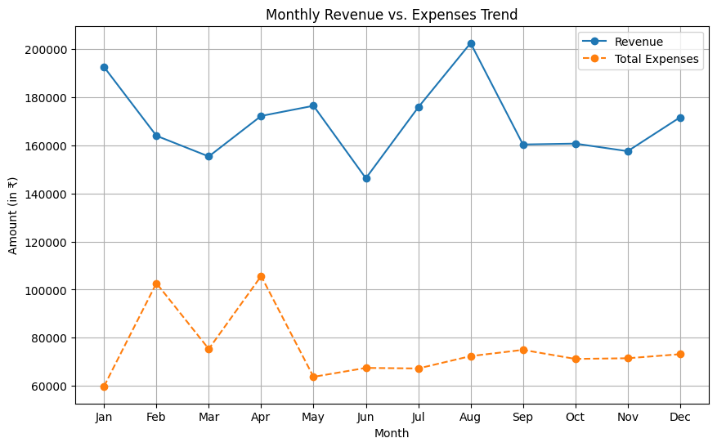 Monthly Revenue vs. Expenses Trend
Revenue
Total Expenses
Amount (in ₹)
200000
180000
160000
140000
120000
100000
80000
60000
Jan Feb Mar Apr May Jun Jul Aug Sep Oct Nov Dec
Month